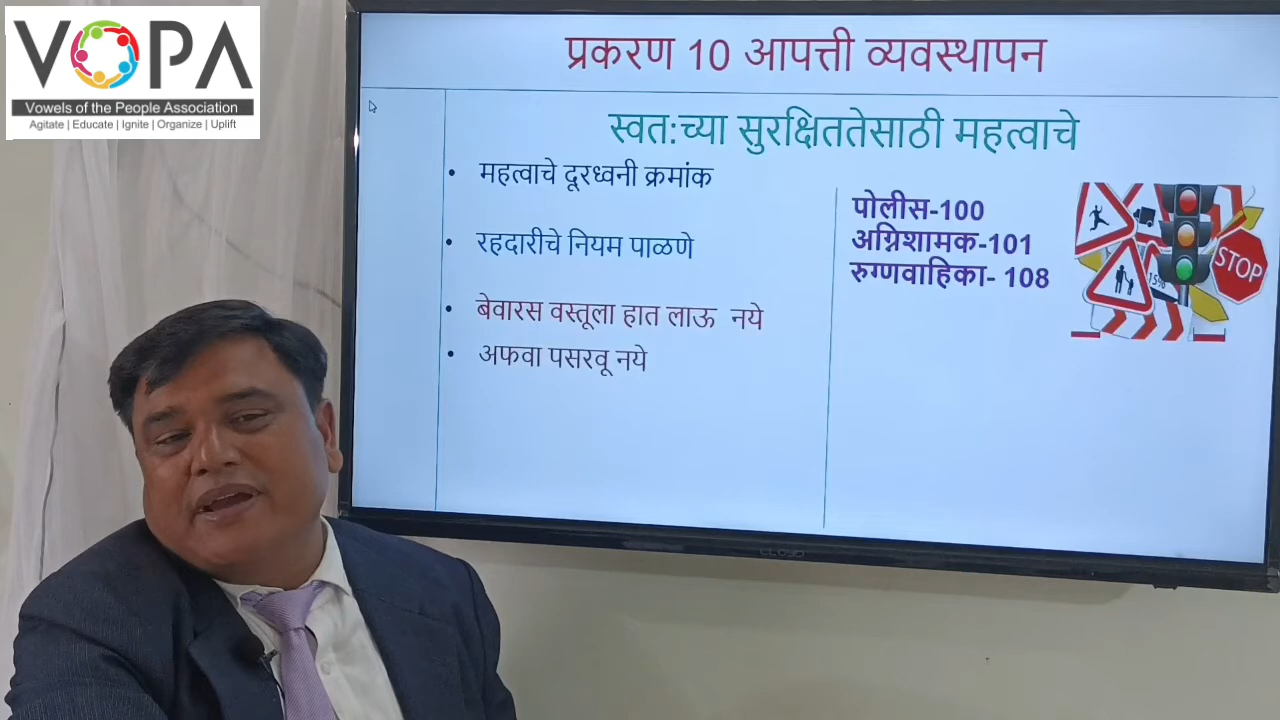 VOPA
Vowels of the People Association
Agitate | Educate | Ignite | Organize | Uplift
प्रकरण 10 आपत्ती व्यवस्थापन
स्वत:च्या सुरक्षिततेसाठी महत्वाचे
• महत्वाचे दूरध्वनी क्रमांक
• रहदारीचे नियम पाळणे
• बेवारस वस्तूला हात लाऊ नये
• अफवा पसरवू नये
पोलीस-100
अग्निशामक-101
रुग्णवाहिका- 108
STOP
15%